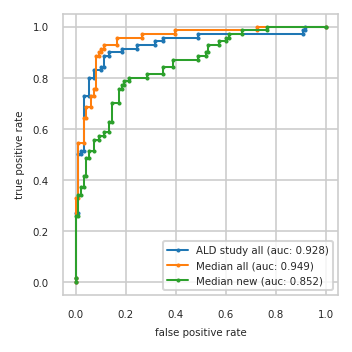 1.0
0.8
0.6
0.4
0.2
0.0
true positive rate
ALD study all (auc: 0.928)
Median all (auc: 0.949)
Median new (auc: 0.852)
0.0 0.2 0.4 0.6 0.8 1.0
false positive rate